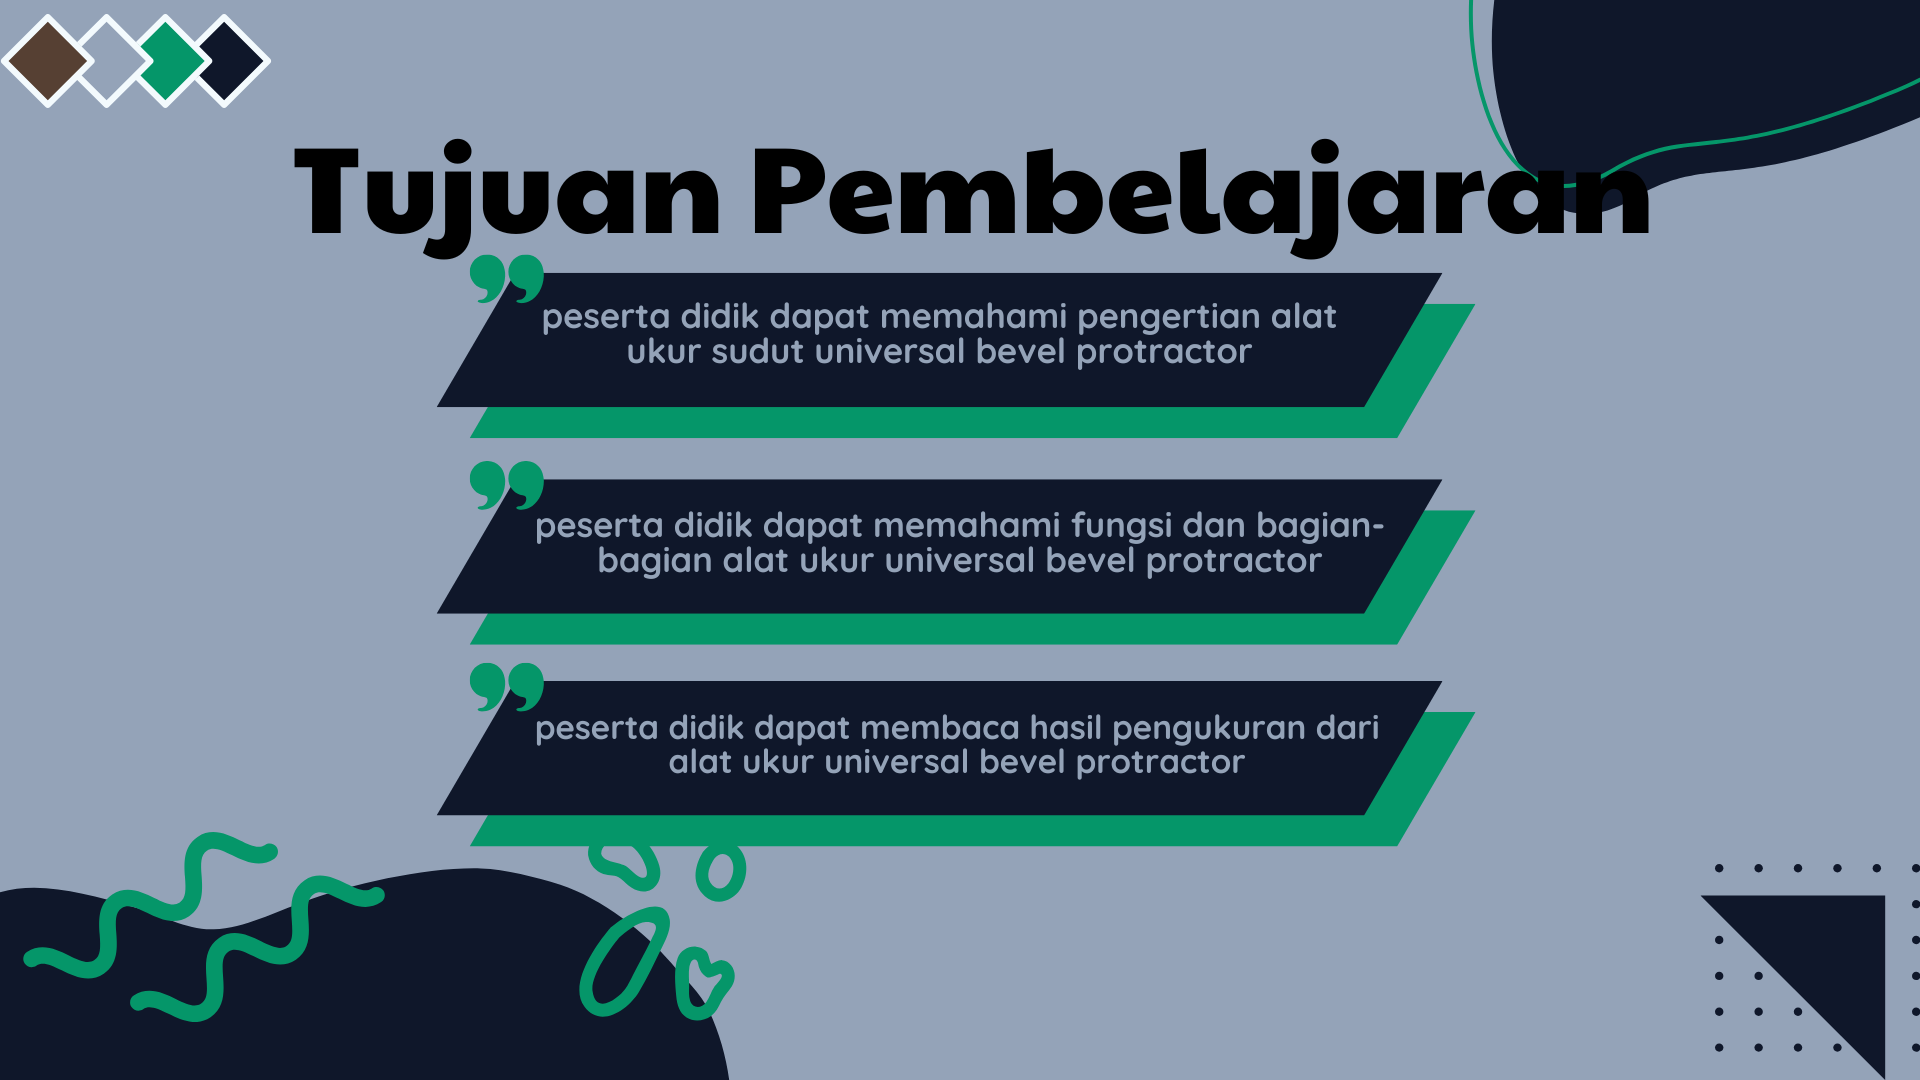 Tujuan Pembelajaran
peserta didik dapat memahami pengertian alat
ukur sudut universal bevel protractor
peserta didik dapat memahami fungsi dan bagian-
bagian alat ukur universal bevel protractor
peserta didik dapat membaca hasil pengukuran dari
alat ukur universal bevel protractor